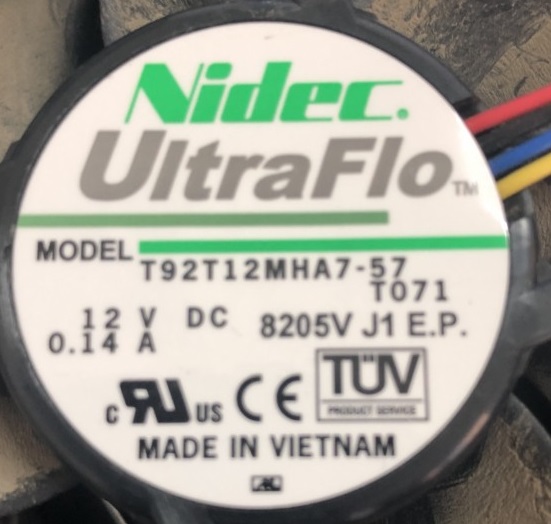 Nidec.
UltraFlo™
MODEL T92T12MHA7-57
T071
12 V DC 8205V J1 E.P.
0.14 A
c RU US CE TÜV
PRODUCT SERVICE
MADE IN VIETNAM